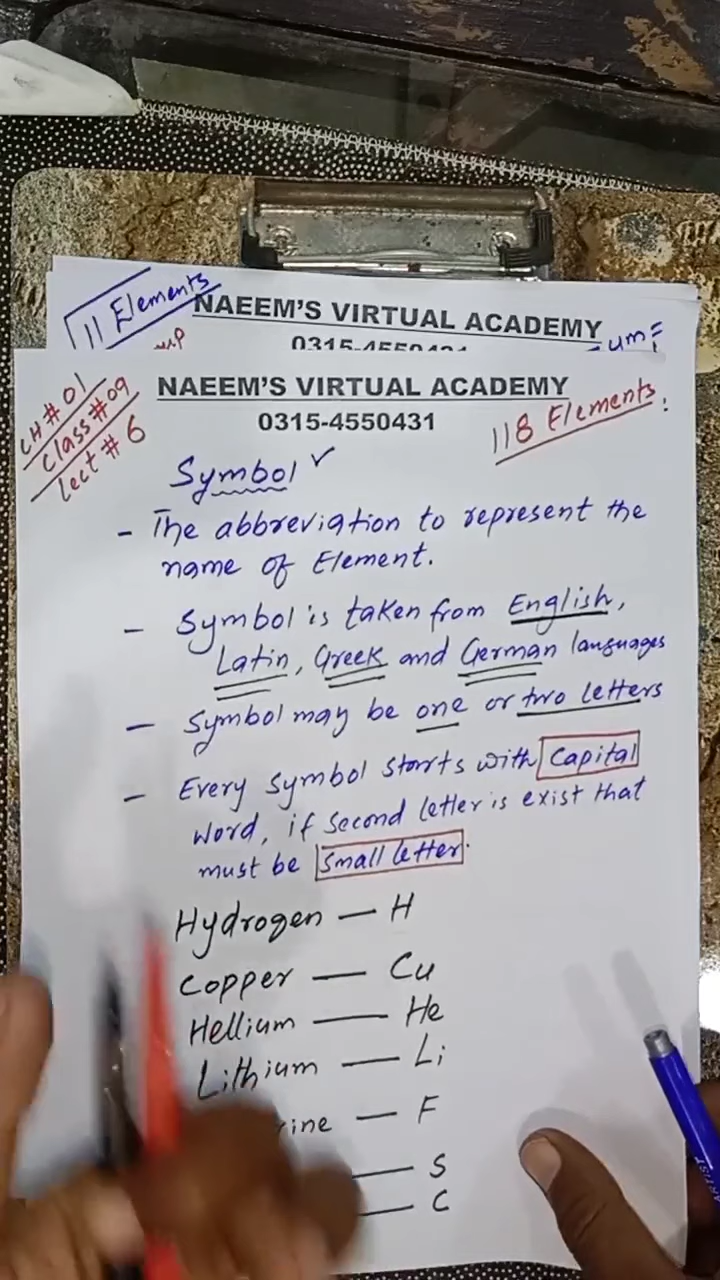 11 Elements
NAEEM'S VIRTUAL ACADEMY
CH # 01
Class # 09
Lect # 6
NAEEM'S VIRTUAL ACADEMY
0315-4550431
118 Elements.
Symbol
- The abbreviation to represent the
name of Element.
- Symbol is taken from English,
Latin, Greek and German languages
- Symbol may be one or two letters
- Every symbol starts with Capital
word, if second letter is exist that
must be small letter.
Hydrogen — H
Copper — Cu
Hellium — He
Lithium — Li
rine — F
— S
— C